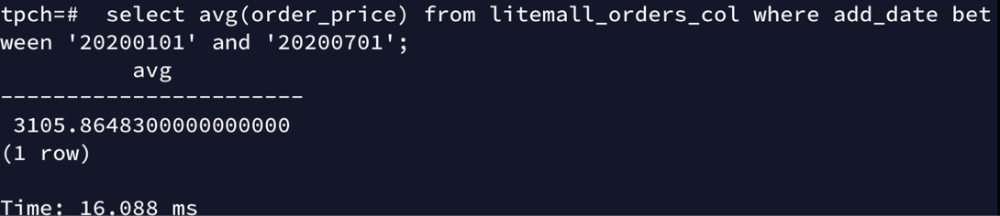 tpch=#  select avg(order_price) from litemall_orders_col where add_date bet
ween '20200101' and '20200701';
          avg
-----------------------
 3105.8648300000000000
(1 row)

Time: 16.088 ms